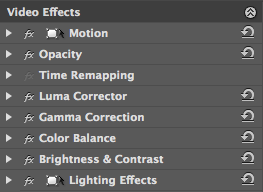 Video Effects
fx Motion
fx Opacity
fx Time Remapping
fx Luma Corrector
fx Gamma Correction
fx Color Balance
fx Brightness & Contrast
fx Lighting Effects